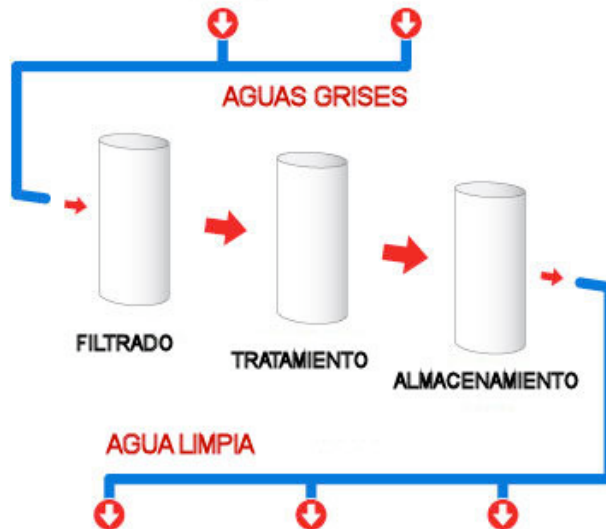 AGUAS GRISES
FILTRADO
TRATAMIENTO
ALMACENAMIENTO
AGUA LIMPIA